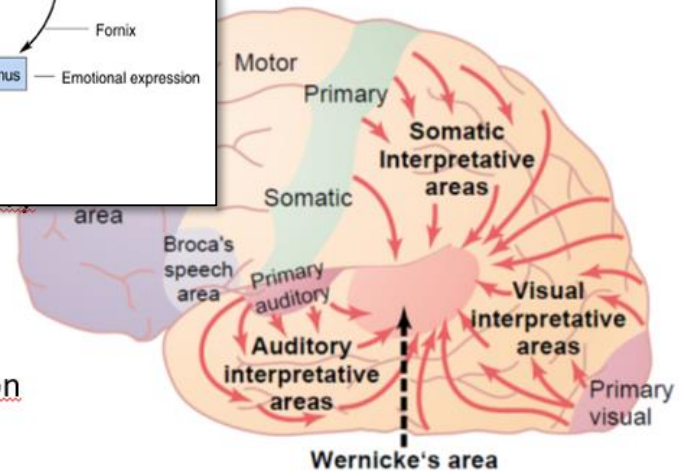 Fornix
nus
Emotional expression
area
Motor
Primary
Somatic
Interpretative
areas
Somatic
Broca's
speech
area
Primary
auditory
Auditory
interpretative
areas
Visual
interpretative
areas
Primary
visual
Wernicke's area
n